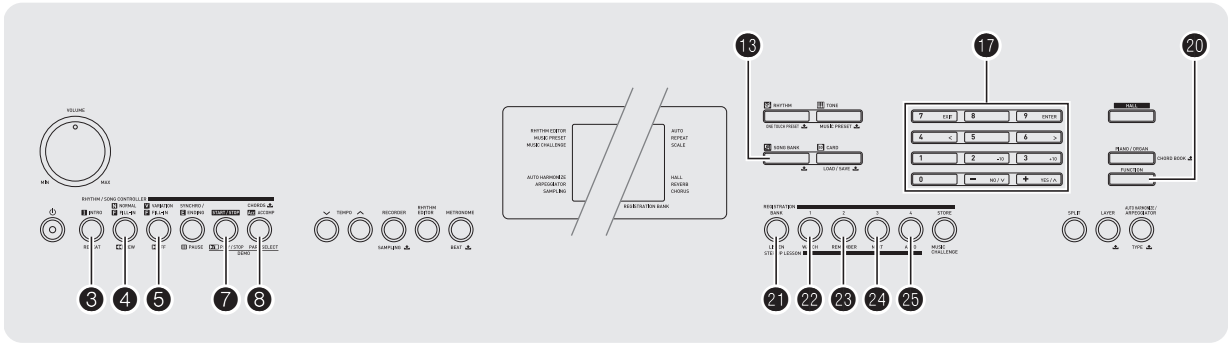 13
17
20
VOLUME
MIN
MAX
RHYTHM EDITOR
MUSIC PRESET
MUSIC CHALLENGE
AUTO HARMONIZE
ARPEGGIATOR
SAMPLING
AUTO
REPEAT
SCALE
HALL
REVERB
CHORUS
REGISTRATION BANK
RHYTHM
TONE
ONE TOUCH PRESET
MUSIC PRESET
SONG BANK
CARD
LOAD / SAVE
7 EXIT 8 9 ENTER
4 < 5 6 >
1 2 -10 3 +10
0 − NO / ∨ + YES / ∧
HALL
PIANO / ORGAN
CHORD BOOK
FUNCTION
RHYTHM / SONG CONTROLLER
I INTRO
N NORMAL
F FILL-IN
V VARIATION
F FILL-IN
SYNCHRO /
E ENDING
START / STOP
CHORDS
ACCOMP
PAUSE
DEMO
TEMPO
RECORDER
SAMPLING
RHYTHM
EDITOR
METRONOME
BEAT
REGISTRATION
BANK 1 2 3 4 STORE
MUSIC
CHALLENGE
SPLIT
LAYER
AUTO HARMONIZE /
ARPEGGIATOR
TYPE
3 4 5 7 8
21 22 23 24 25